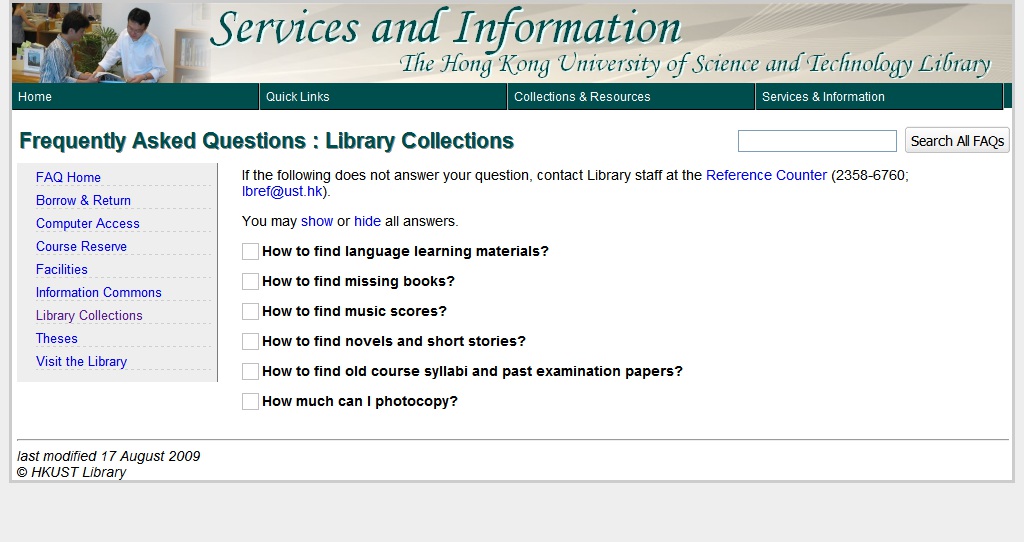 Services and Information
The Hong Kong University of Science and Technology Library
Home
Quick Links
Collections & Resources
Services & Information
Frequently Asked Questions : Library Collections
Search All FAQs
FAQ Home
Borrow & Return
Computer Access
Course Reserve
Facilities
Information Commons
Library Collections
Theses
Visit the Library
If the following does not answer your question, contact Library staff at the Reference Counter (2358-6760;
lbref@ust.hk).
You may show or hide all answers.
How to find language learning materials?
How to find missing books?
How to find music scores?
How to find novels and short stories?
How to find old course syllabi and past examination papers?
How much can I photocopy?
last modified 17 August 2009
© HKUST Library